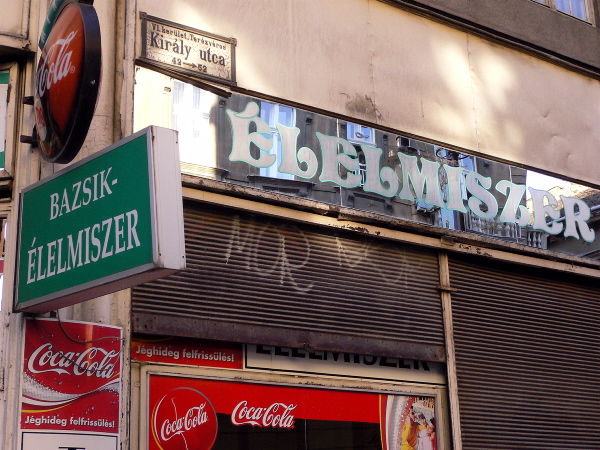 Coca-Cola
VI. kerület. Terézváros
Király utca
42→52
ÉLELMISZER
BAZSIK-
ÉLELMISZER
Jéghideg felfrissülés!
ÉLELMISZER
Coca-Cola
Jéghideg felfrissülés!
Coca-Cola
Coca-Cola